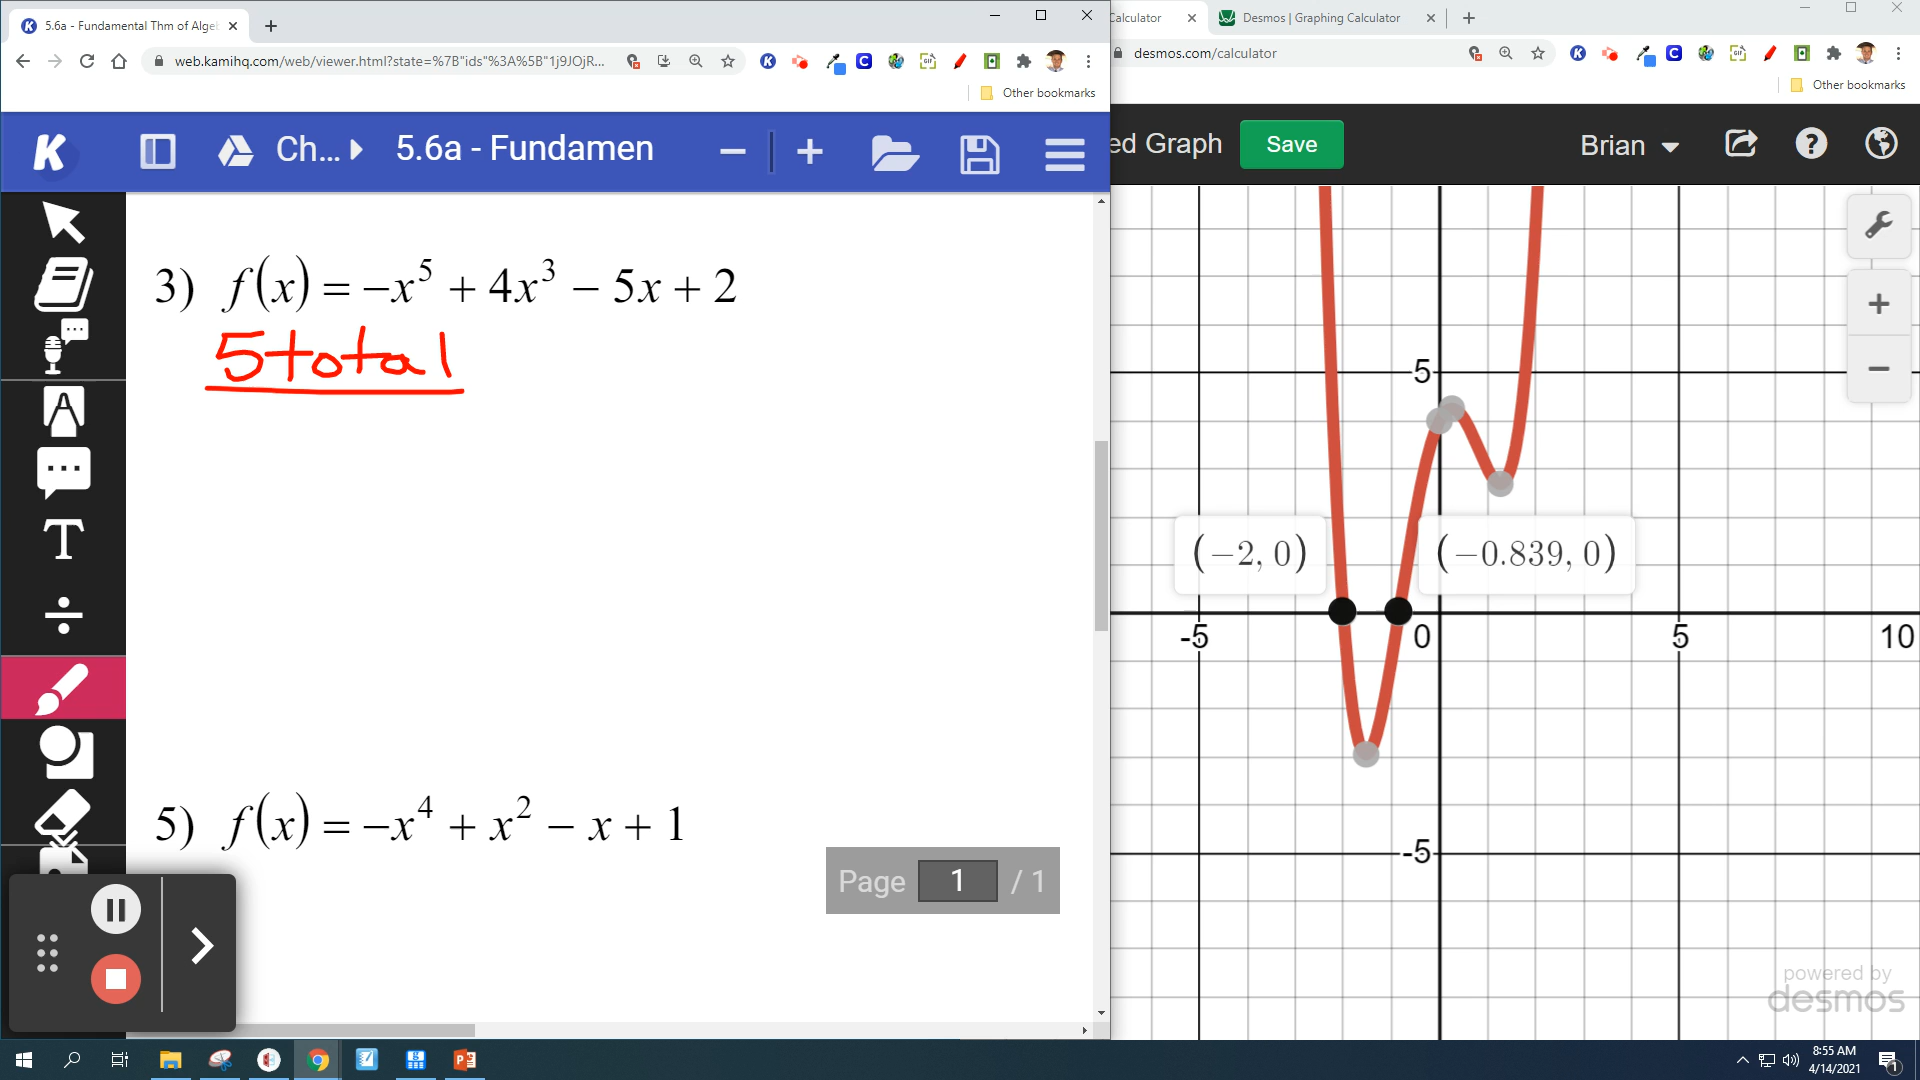 5.6a - Fundamental Thm of Alge
web.kamihq.com/web/viewer.html?state=%7B"ids"%3A%5B"1j9JOjR...
Other bookmarks
Ch... 5.6a - Fundamen
3) f(x) = −x⁵ + 4x³ − 5x + 2
5 total
5) f(x) = −x⁴ + x² − x + 1
Page 1 / 1
Calculator
Desmos | Graphing Calculator
desmos.com/calculator
Other bookmarks
ed Graph Save Brian
5
(−2, 0) (−0.839, 0)
-5 0 5 10
-5
powered by
desmos
8:55 AM
4/14/2021